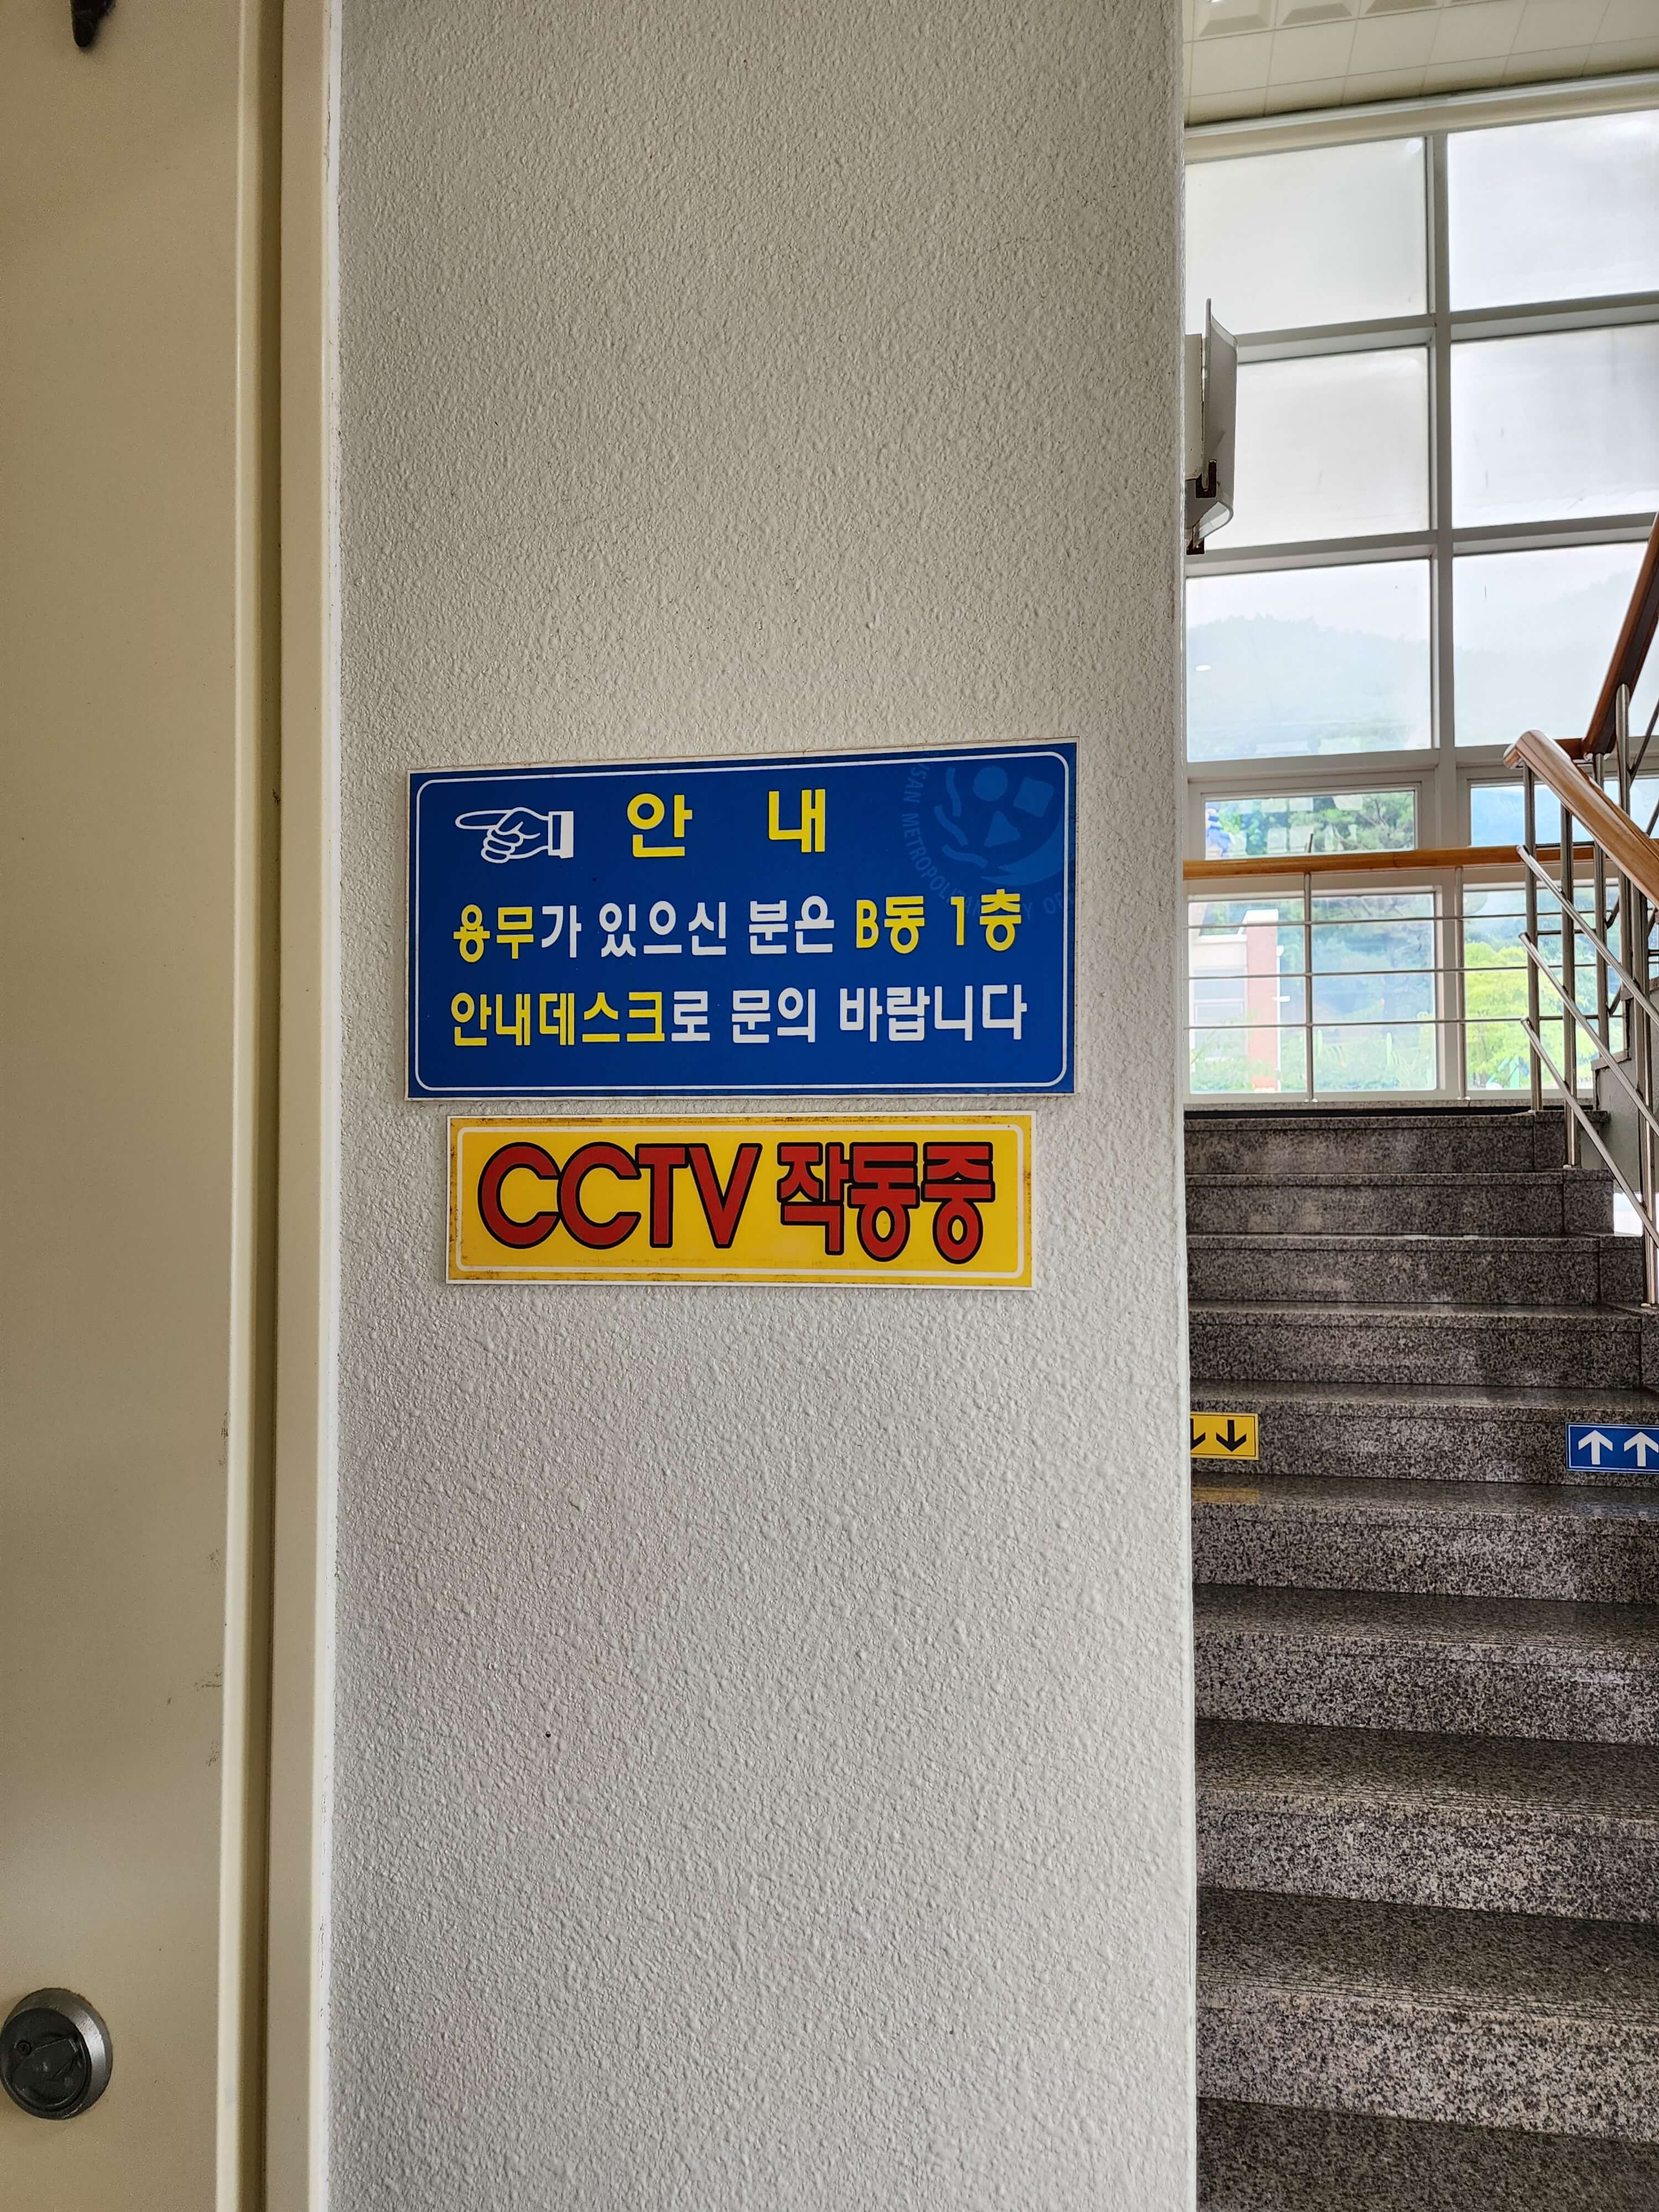 안 내
용무가 있으신 분은 B동 1층
안내데스크로 문의 바랍니다
CCTV 작동중